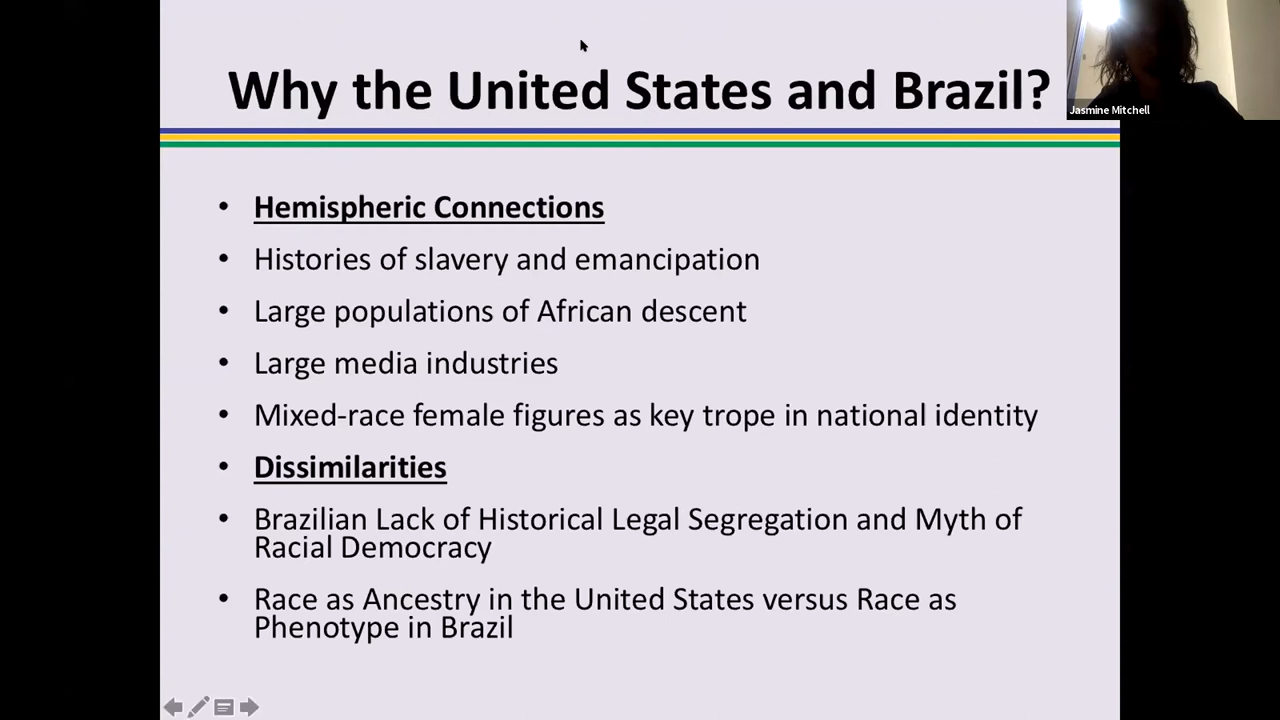 Why the United States and Brazil?
Jasmine Mitchell
• Hemispheric Connections
• Histories of slavery and emancipation
• Large populations of African descent
• Large media industries
• Mixed-race female figures as key trope in national identity
• Dissimilarities
• Brazilian Lack of Historical Legal Segregation and Myth of
Racial Democracy
• Race as Ancestry in the United States versus Race as
Phenotype in Brazil